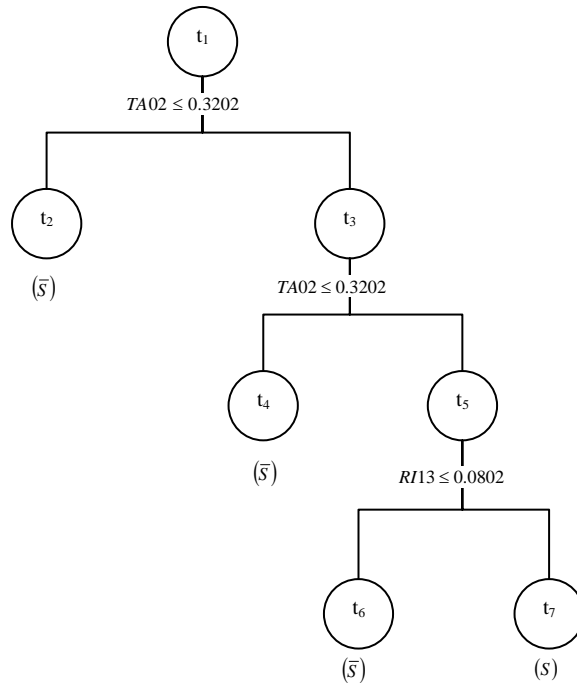 t₁
TA02 ≤ 0.3202
t₂ t₃
(s̅) TA02 ≤ 0.3202
t₄ t₅
(s̅) RI13 ≤ 0.0802
t₆ t₇
(s̅) (s)